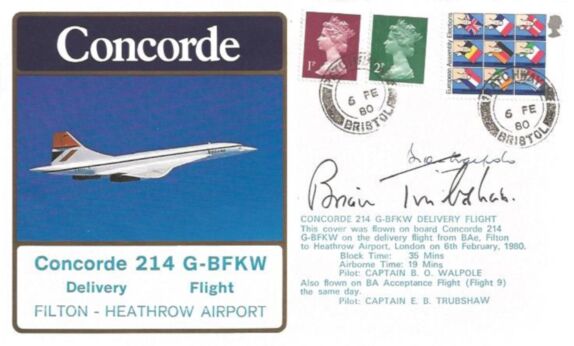 Concorde
Concorde 214 G-BFKW
Delivery Flight
FILTON - HEATHROW AIRPORT
1P
2P
European Assembly Elections
6 FE
80
BRISTOL
6 FE
80
BRISTOL
Brian Trubshaw.
CONCORDE 214 G-BFKW DELIVERY FLIGHT
This cover was flown on board Concorde 214
G-BFKW on the delivery flight from BAe, Filton
to Heathrow Airport, London on 6th February, 1980.
Block Time: 35 Mins
Airborne Time: 19 Mins
Pilot: CAPTAIN B. O. WALPOLE
Also flown on BA Acceptance Flight (Flight 9)
the same day.
Pilot: CAPTAIN E. B. TRUBSHAW